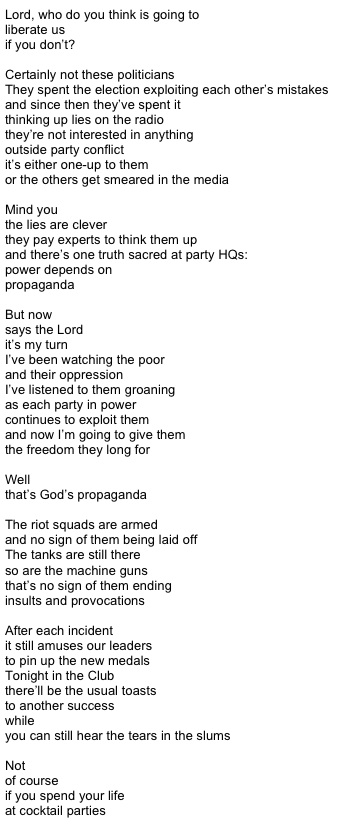 Lord, who do you think is going to
liberate us
if you don't?

Certainly not these politicians
They spent the election exploiting each other's mistakes
and since then they've spent it
thinking up lies on the radio
they're not interested in anything
outside party conflict
it's either one-up to them
or the others get smeared in the media

Mind you
the lies are clever
they pay experts to think them up
and there's one truth sacred at party HQs:
power depends on
propaganda

But now
says the Lord
it's my turn
I've been watching the poor
and their oppression
I've listened to them groaning
as each party in power
continues to exploit them
and now I'm going to give them
the freedom they long for

Well
that's God's propaganda

The riot squads are armed
and no sign of them being laid off
The tanks are still there
so are the machine guns
that's no sign of them ending
insults and provocations

After each incident
it still amuses our leaders
to pin up the new medals
Tonight in the Club
there'll be the usual toasts
to another success
while
you can still hear the tears in the slums

Not
of course
if you spend your life
at cocktail parties